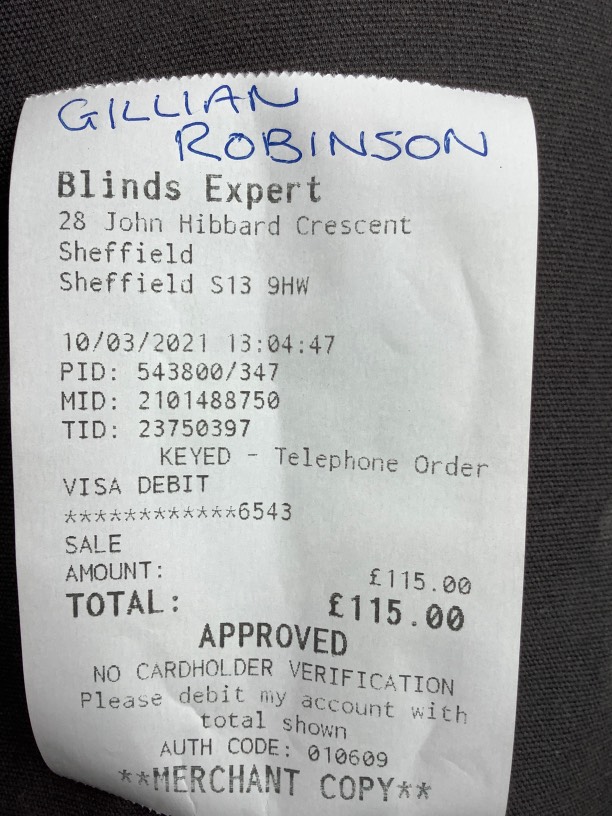 GILLIAN
ROBINSON
Blinds Expert
28 John Hibbard Crescent
Sheffield
Sheffield S13 9HW
10/03/2021 13:04:47
PID: 543800/347
MID: 2101488750
TID: 23750397
KEYED - Telephone Order
VISA DEBIT
************6543
SALE
AMOUNT: £115.00
TOTAL: £115.00
APPROVED
NO CARDHOLDER VERIFICATION
Please debit my account with
total shown
AUTH CODE: 010609
**MERCHANT COPY**